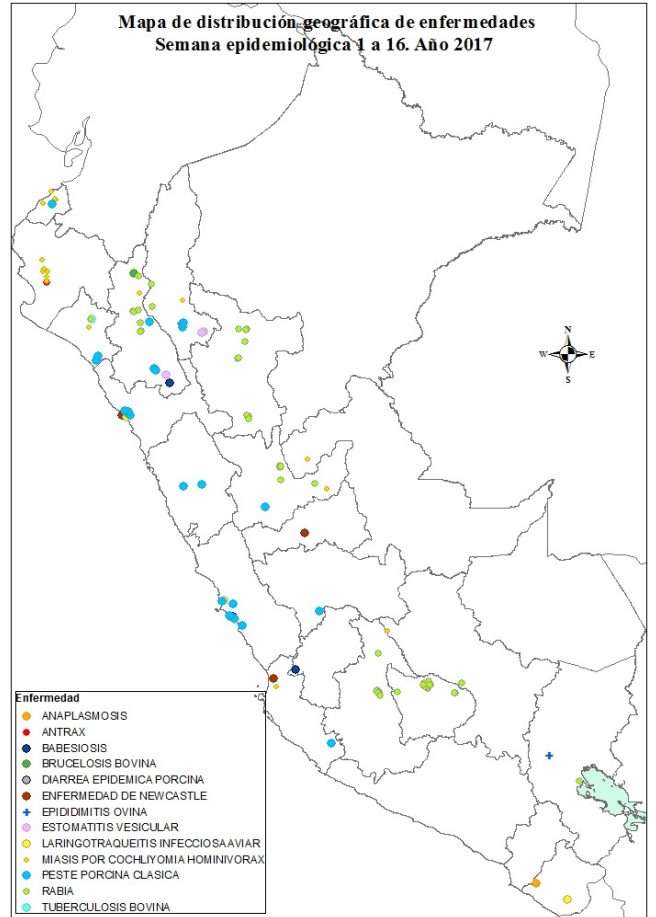 Mapa de distribución geográfica de enfermedades
Semana epidemiológica 1 a 16. Año 2017
N
W E
S
Enfermedad
ANAPLASMOSIS
ANTRAX
BABESIOSIS
BRUCELOSIS BOVINA
DIARREA EPIDEMICA PORCINA
ENFERMEDAD DE NEWCASTLE
EPIDIDIMITIS OVINA
ESTOMATITIS VESICULAR
LARINGOTRAQUEITIS INFECCIOSA AVIAR
MIASIS POR COCHLIYOMIA HOMINIVORAX
PESTE PORCINA CLASICA
RABIA
TUBERCULOSIS BOVINA